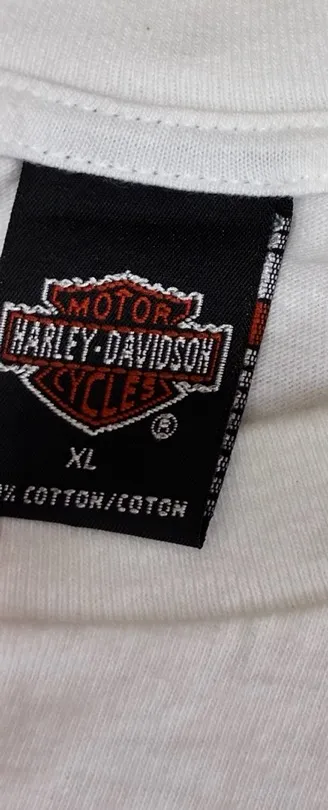 MOTOR
HARLEY-DAVIDSON
CYCLES
®
XL
% COTTON/COTON